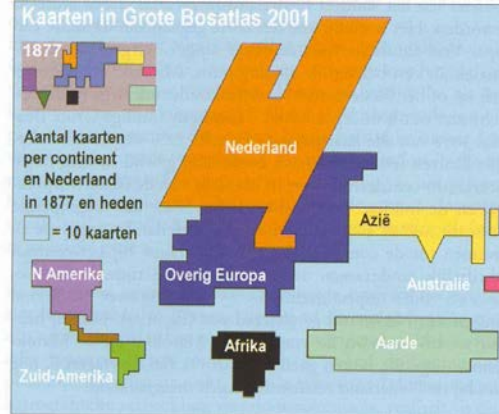 Kaarten in Grote Bosatlas 2001
1877
Aantal kaarten
per continent
en Nederland
in 1877 en heden
= 10 kaarten
Nederland
Azië
Overig Europa
Australië
N Amerika
Afrika
Aarde
Zuid-Amerika